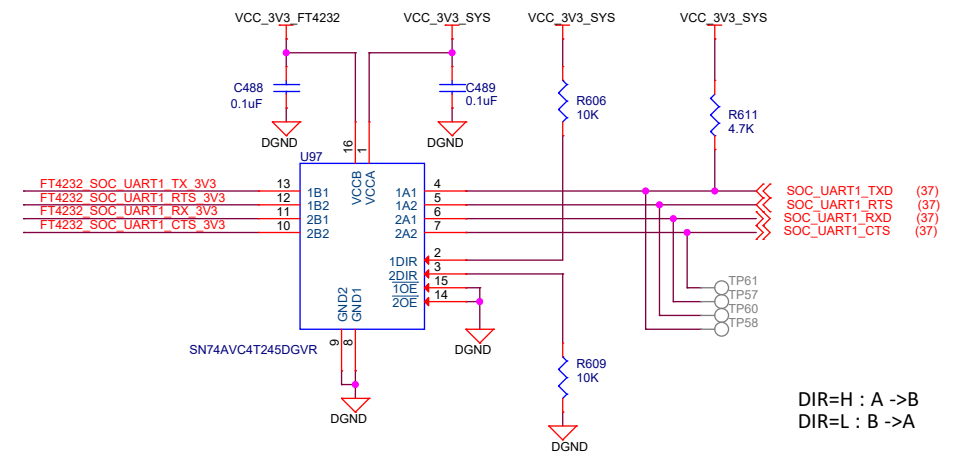 VCC_3V3_FT4232
VCC_3V3_SYS
VCC_3V3_SYS
VCC_3V3_SYS
C488
0.1uF
C489
0.1uF
R606
10K
R611
4.7K
DGND
DGND
16
1
U97
VCCB
VCCA
FT4232_SOC_UART1_TX_3V3
13
1B1
1A1
4
SOC_UART1_TXD
(37)
FT4232_SOC_UART1_RTS_3V3
12
1B2
1A2
5
SOC_UART1_RTS
(37)
FT4232_SOC_UART1_RX_3V3
11
2B1
2A1
6
SOC_UART1_RXD
(37)
FT4232_SOC_UART1_CTS_3V3
10
2B2
2A2
7
SOC_UART1_CTS
(37)
1DIR
2
2DIR
3
1OE
15
2OE
14
TP61
TP57
TP60
TP58
GND2
GND1
9
8
SN74AVC4T245DGVR
DGND
R609
10K
DGND
DGND
DIR=H : A ->B
DIR=L : B ->A